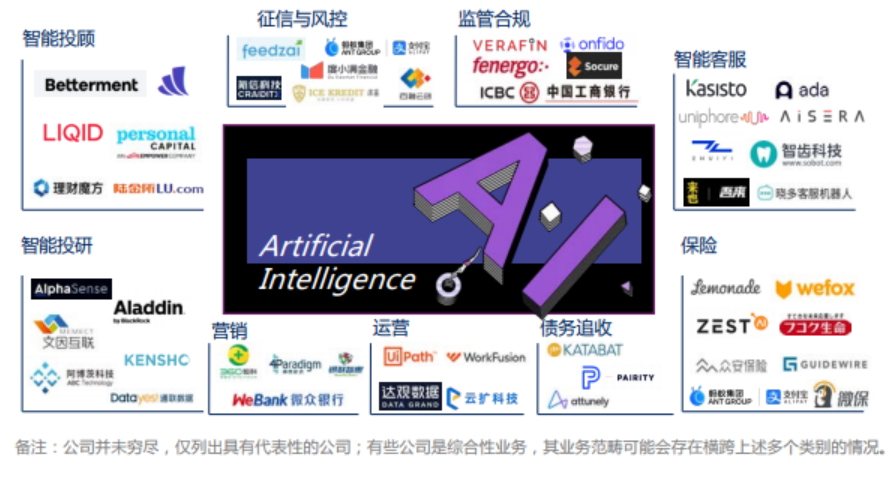 智能投顾
Betterment
LIQID
personal
CAPITAL
AN EMPOWER COMPANY
理财魔方
陆金所LU.com
征信与风控
feedzai
蚂蚁集团
ANT GROUP
支付宝
ALIPAY
度小满金融
Du Xiaoman Financial
冰鉴科技
ICE KREDIT
百融云创
监管合规
VERAFIN
onfido
fenergo
Socure
ICBC
中国工商银行
智能客服
Kasisto
ada
uniphore
AISERA
ZHUIYI
智齿科技
www.sobot.com
来也
吾来
晓多客服机器人
Artificial
Intelligence
AI
智能投研
AlphaSense
Aladdin
by BlackRock
MEMECT
文因互联
KENSHO
阿博茨科技
ABC Technology
Datayes!
通联数据
营销
360数科
4Paradigm
WeBank
微众银行
运营
UiPath
WorkFusion
达观数据
DATA GRAND
云扩科技
债务追收
KATABAT
PAIRITY
attunely
保险
Lemonade
wefox
ZEST AI
フコク生命
众安保险
GUIDEWIRE
蚂蚁集团
ANT GROUP
支付宝
ALIPAY
微保
备注：公司并未穷尽，仅列出具有代表性的公司；有些公司是综合性业务，其业务范畴可能会存在横跨上述多个类别的情况。